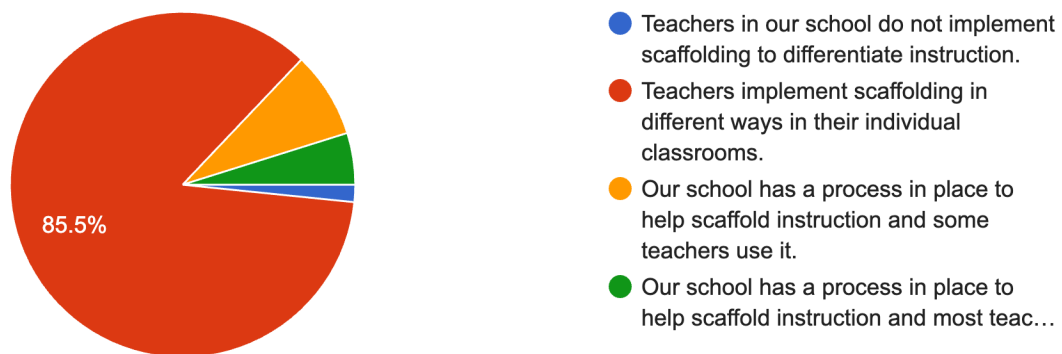 85.5%
Teachers in our school do not implement
scaffolding to differentiate instruction.
Teachers implement scaffolding in
different ways in their individual
classrooms.
Our school has a process in place to
help scaffold instruction and some
teachers use it.
Our school has a process in place to
help scaffold instruction and most teac…